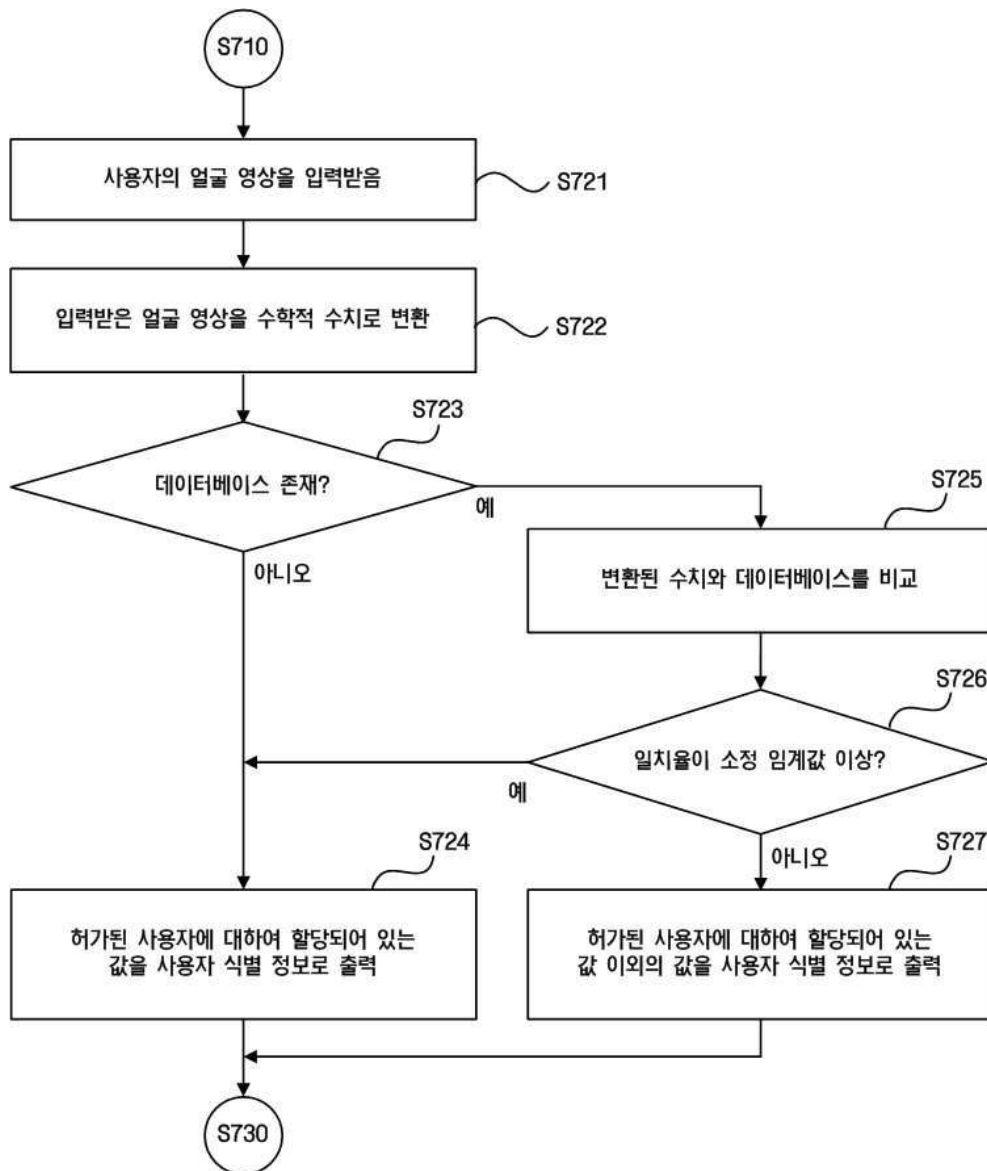 S710
사용자의 얼굴 영상을 입력받음
S721
입력받은 얼굴 영상을 수학적 수치로 변환
S722
S723
데이터베이스 존재?
예
아니오
S725
변환된 수치와 데이터베이스를 비교
S726
일치율이 소정 임계값 이상?
예
아니오
S724
허가된 사용자에 대하여 할당되어 있는
값을 사용자 식별 정보로 출력
S727
허가된 사용자에 대하여 할당되어 있는
값 이외의 값을 사용자 식별 정보로 출력
S730